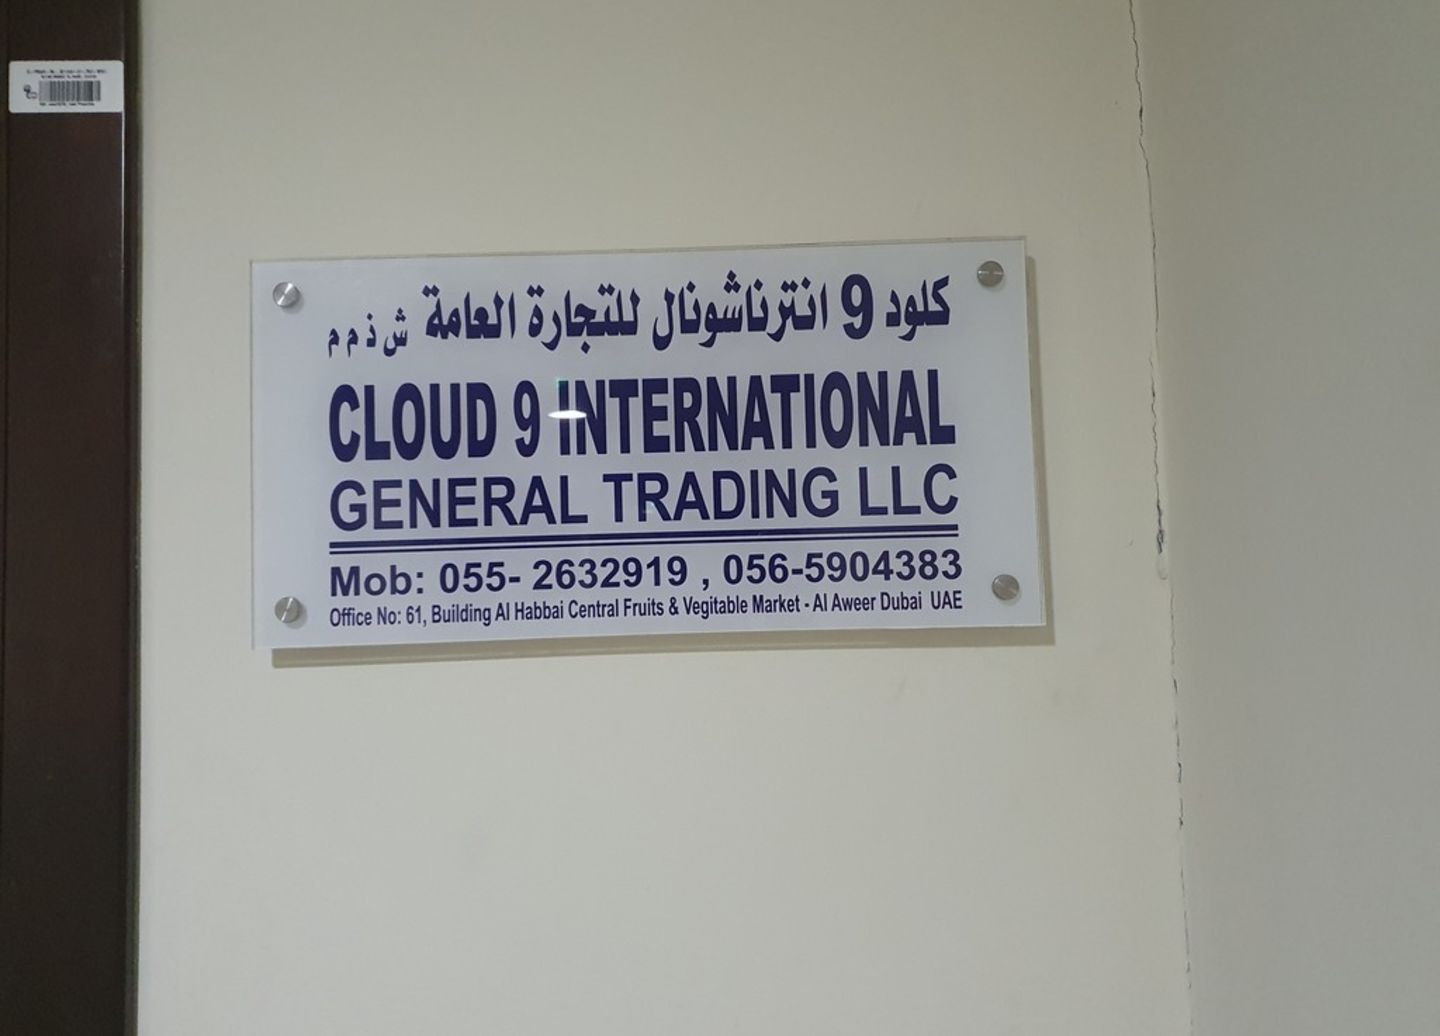 كلود 9 انترناشونال للتجارة العامة ش ذ م م
CLOUD 9 INTERNATIONAL
GENERAL TRADING LLC
Mob: 055- 2632919 , 056-5904383
Office No: 61, Building Al Habbai Central Fruits & Vegitable Market - Al Aweer Dubai UAE